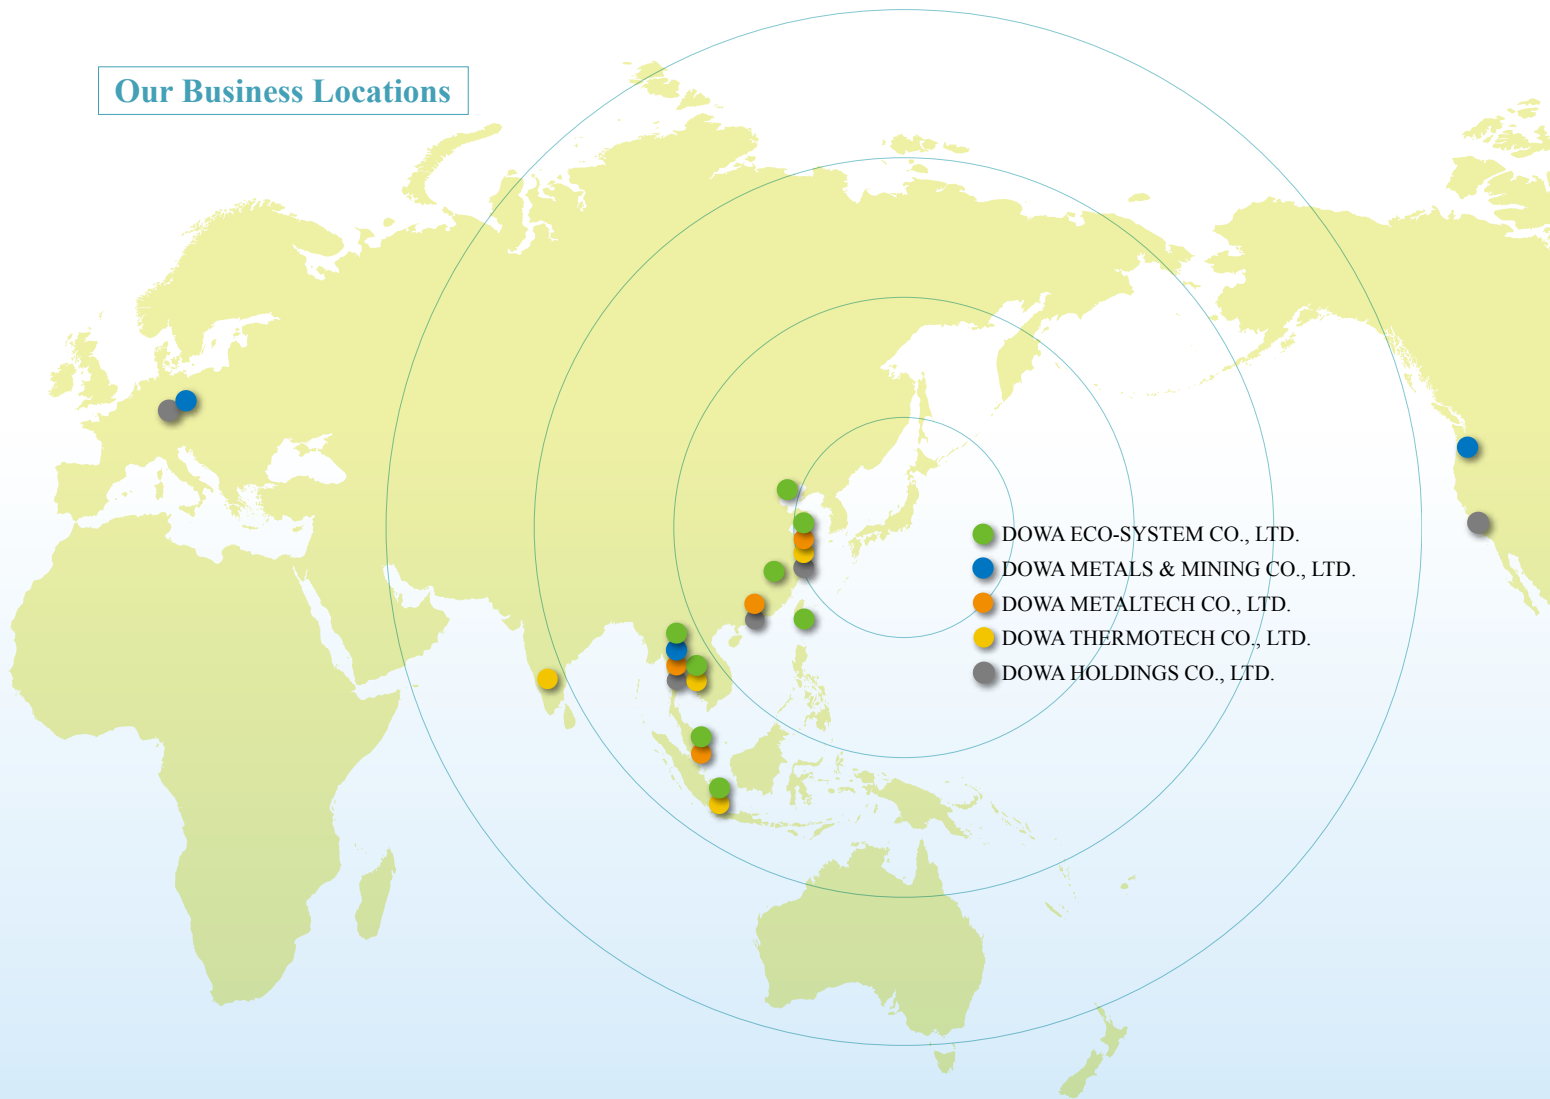 Our Business Locations
DOWA ECO-SYSTEM CO., LTD.
DOWA METALS & MINING CO., LTD.
DOWA METALTECH CO., LTD.
DOWA THERMOTECH CO., LTD.
DOWA HOLDINGS CO., LTD.